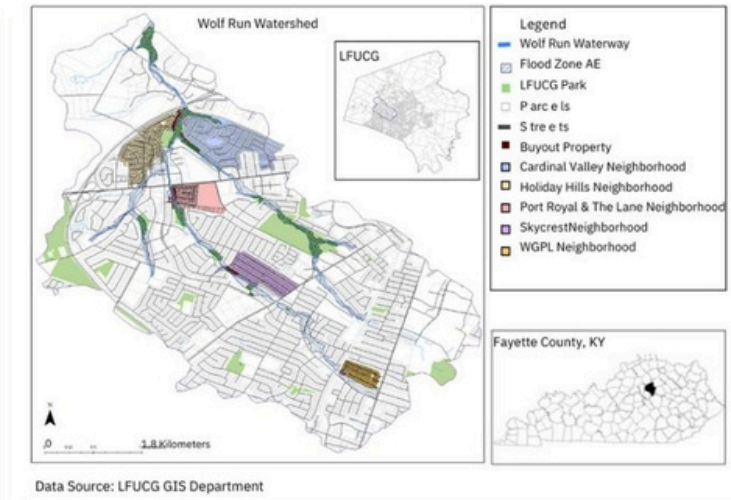 Wolf Run Watershed
LFUCG
N
0
1.8 Kilometers
Legend
Wolf Run Waterway
Flood Zone AE
LFUCG Park
P arc e ls
S tre e ts
Buyout Property
Cardinal Valley Neighborhood
Holiday Hills Neighborhood
Port Royal & The Lane Neighborhood
SkycrestNeighborhood
WGPL Neighborhood
Fayette County, KY
Data Source: LFUCG GIS Department